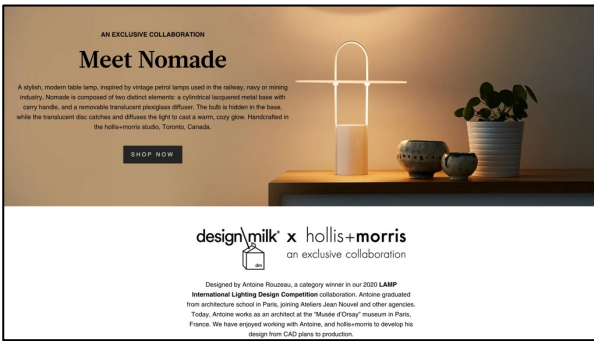 AN EXCLUSIVE COLLABORATION
Meet Nomade
A stylish, modern table lamp, inspired by vintage petrol lamps used in the railway, navy or mining
industry, Nomade is composed of two distinct elements: a cylindrical lacquered metal base with
carry handle, and a removable translucent plexiglass diffuser. The bulb is hidden in the base,
while the translucent disc catches and diffuses the light to cast a warm, cozy glow. Handcrafted in
the hollis+morris studio, Toronto, Canada.
SHOP NOW
design\milk® x hollis+morris
an exclusive collaboration
dm
Designed by Antoine Rouzeau, a category winner in our 2020 LAMP
International Lighting Design Competition collaboration. Antoine graduated
from architecture school in Paris, joining Ateliers Jean Nouvel and other agencies.
Today, Antoine works as an architect at the "Musée d'Orsay" museum in Paris,
France. We have enjoyed working with Antoine, and hollis+morris to develop his
design from CAD plans to production.